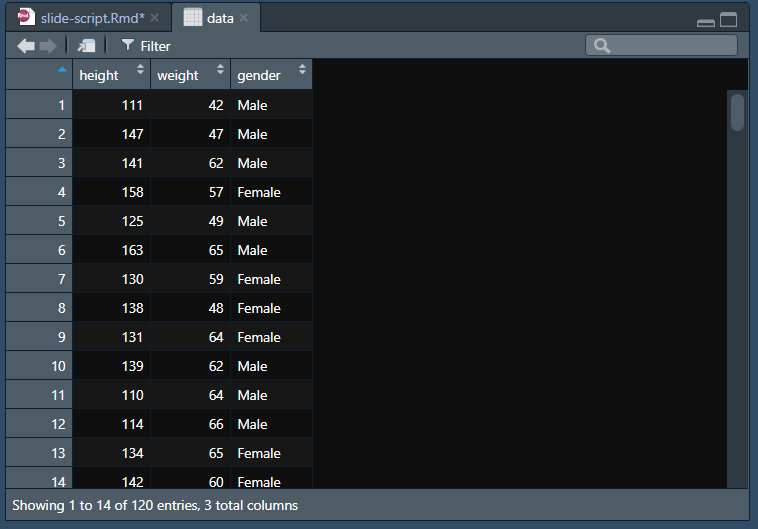 slide-script.Rmd* × data ×
Filter
height weight gender
1 111 42 Male
2 147 47 Male
3 141 62 Male
4 158 57 Female
5 125 49 Male
6 163 65 Male
7 130 59 Female
8 138 48 Female
9 131 64 Female
10 139 62 Male
11 110 64 Male
12 114 66 Male
13 134 65 Female
14 142 60 Female
Showing 1 to 14 of 120 entries, 3 total columns